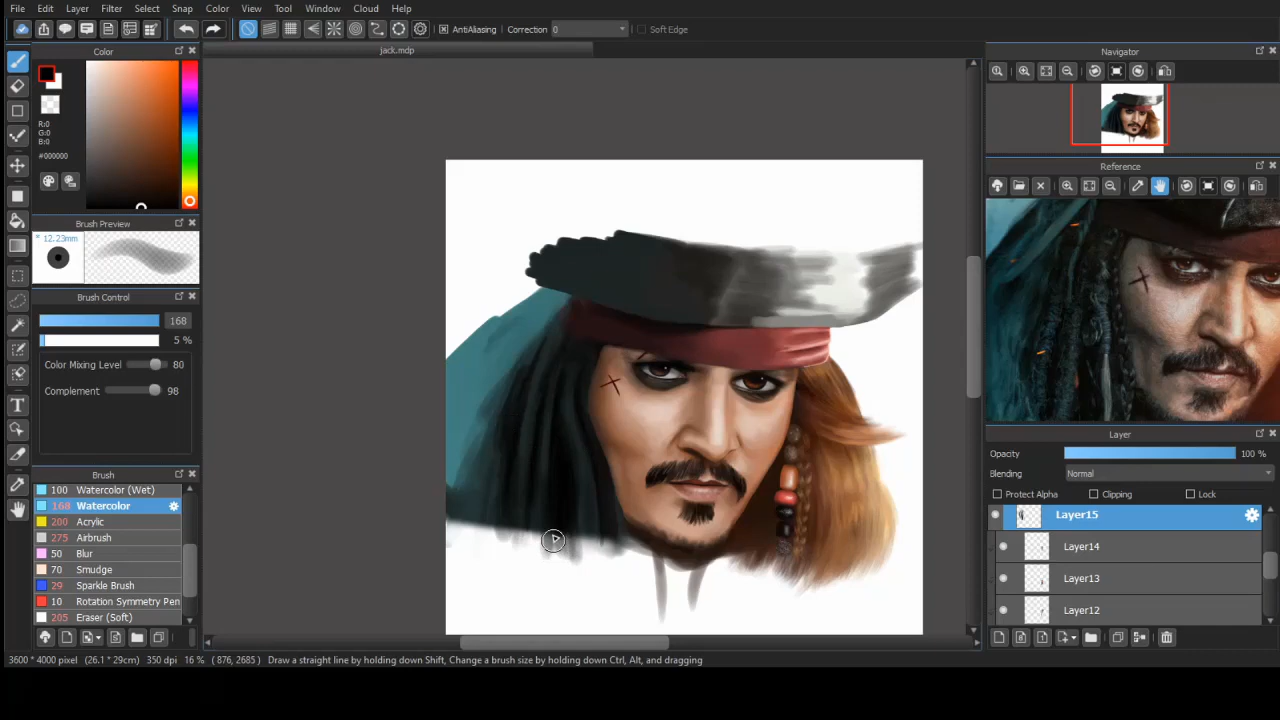 File Edit Layer Filter Select Snap Color View Tool Window Cloud Help
AntiAliasing Correction 0 Soft Edge
jack.mdp
Color
R:0
G:0
B:0
#000000
Brush Preview
* 12.23mm
Brush Control
168
5 %
Color Mixing Level 80
Complement 98
Brush
100 Watercolor (Wet)
168 Watercolor
200 Acrylic
275 Airbrush
50 Blur
70 Smudge
29 Sparkle Brush
10 Rotation Symmetry Pen
205 Eraser (Soft)
Navigator
Reference
Layer
Opacity 100 %
Blending Normal
Protect Alpha Clipping Lock
Layer15
Layer14
Layer13
Layer12
3600 * 4000 pixel (26.1 * 29cm) 350 dpi 16 % ( 876, 2685) Draw a straight line by holding down Shift, Change a brush size by holding down Ctrl, Alt, and dragging